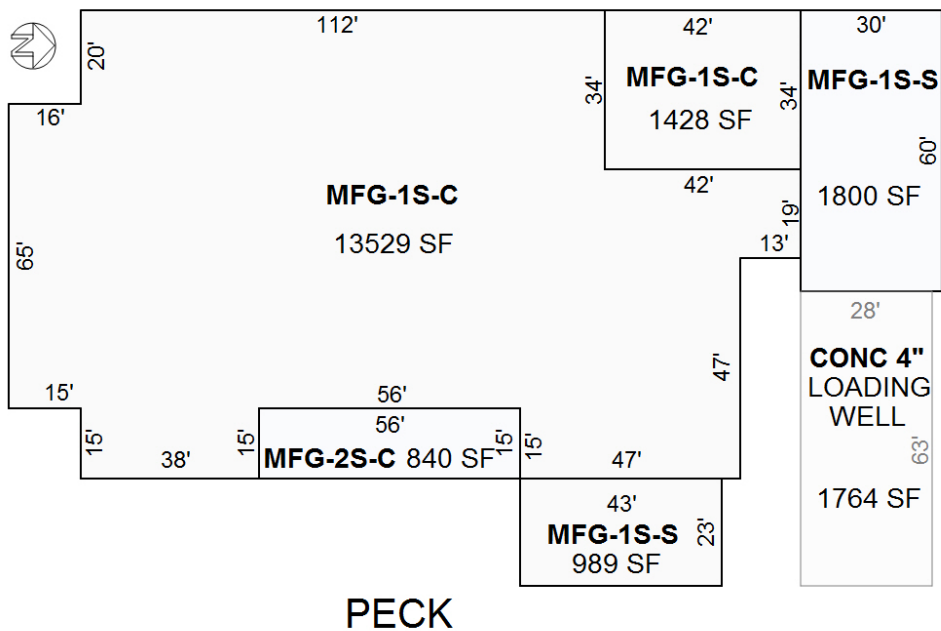 112'
42'
30'
N
20'
34'
MFG-1S-C
1428 SF
34'
MFG-1S-S
16'
60'
42'
MFG-1S-C
13529 SF
1800 SF
19'
13'
65'
28'
47'
CONC 4"
LOADING
WELL
15'
56'
56'
15'
38'
15'
MFG-2S-C 840 SF
15'
15'
47'
63'
1764 SF
43'
MFG-1S-S
989 SF
23'
PECK